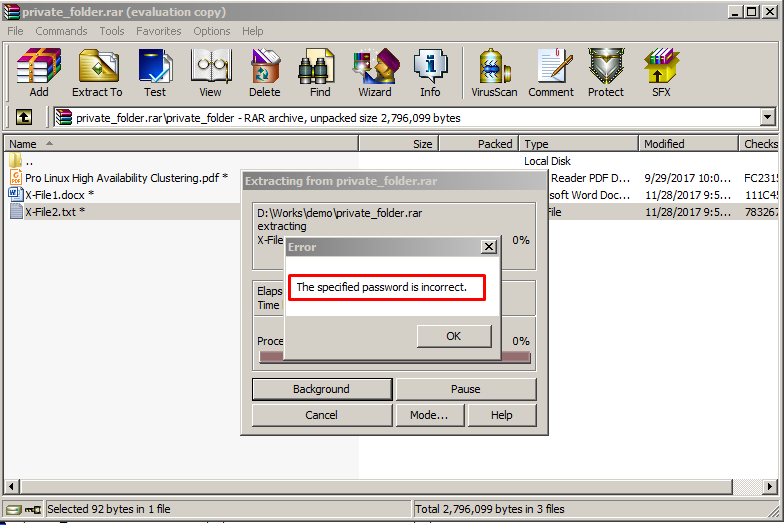 private_folder.rar (evaluation copy)
File Commands Tools Favorites Options Help
Add Extract To Test View Delete Find Wizard Info VirusScan Comment Protect SFX
private_folder.rar\private_folder - RAR archive, unpacked size 2,796,099 bytes
Name Size Packed Type Modified Checks
.. Local Disk
Pro Linux High Availability Clustering.pdf * Reader PDF D... 9/29/2017 10:0... FC2315
X-File1.docx * soft Word Doc... 11/28/2017 9:5... 111C45
X-File2.txt * File 11/28/2017 9:5... 783267
Extracting from private_folder.rar
D:\Works\demo\private_folder.rar
extracting
X-File 0%
Error
The specified password is incorrect.
OK
Elaps
Time
Proce 0%
Background Pause
Cancel Mode... Help
Selected 92 bytes in 1 file Total 2,796,099 bytes in 3 files